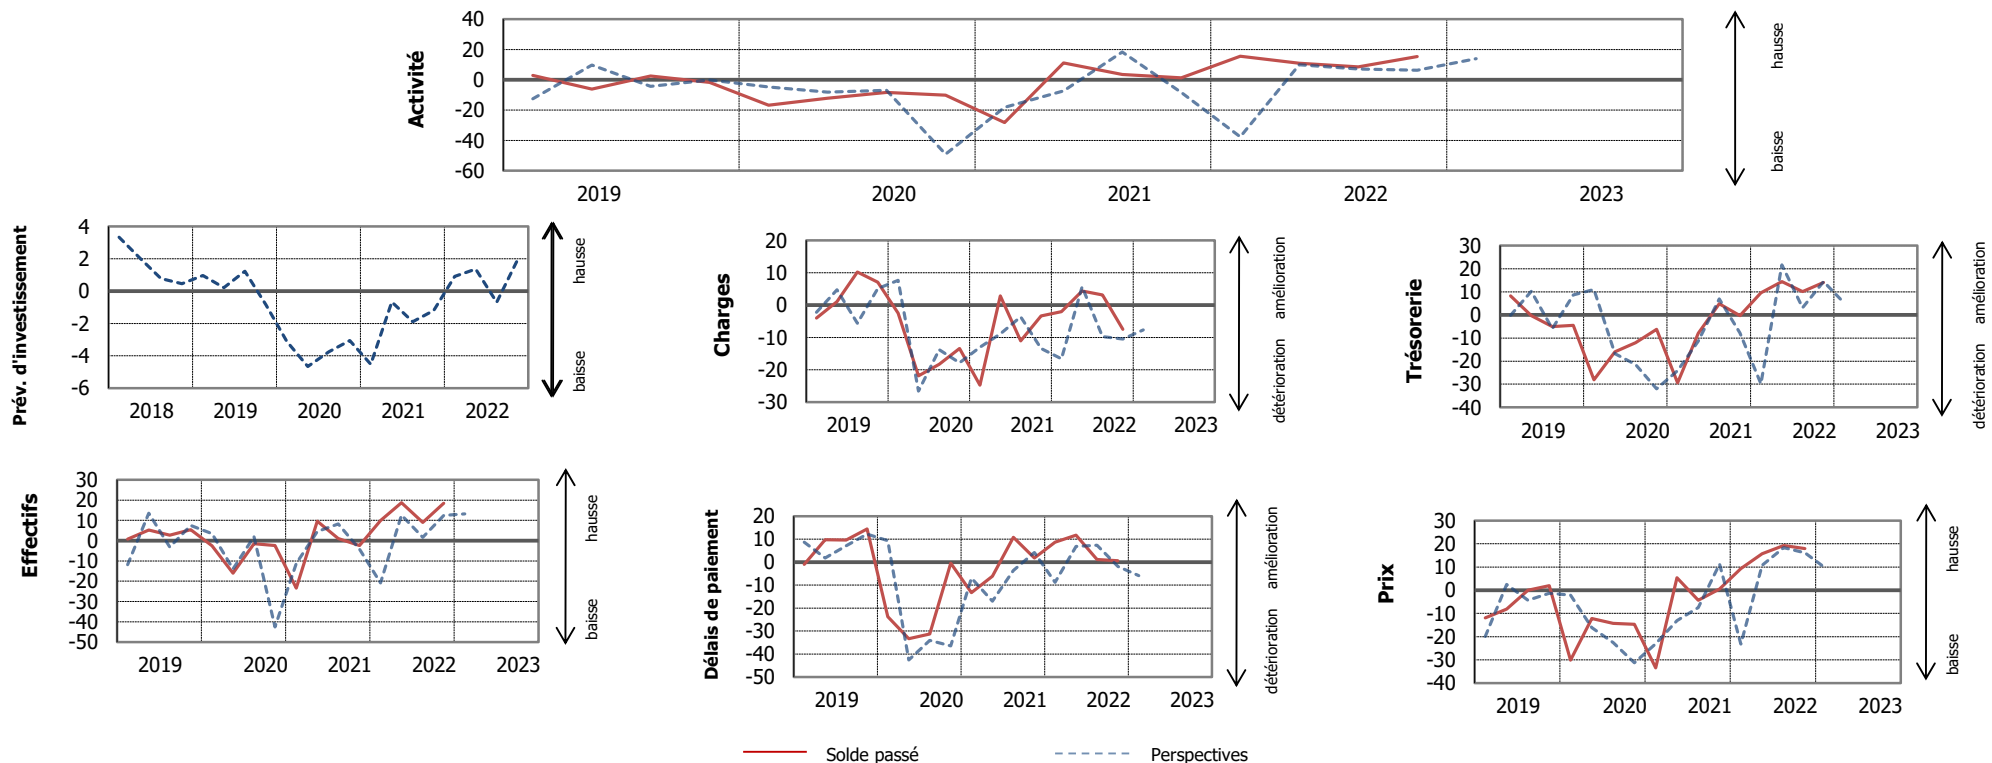 Activité
40
20
0
-20
-40
-60
2019 2020 2021 2022 2023
hausse
baisse
Prév. d'investissement
4
2
0
-2
-4
-6
2018 2019 2020 2021 2022
hausse
baisse
Charges
20
10
0
-10
-20
-30
2019 2020 2021 2022 2023
amélioration
détérioration
Trésorerie
30
20
10
0
-10
-20
-30
-40
2019 2020 2021 2022 2023
amélioration
détérioration
Effectifs
30
20
10
0
-10
-20
-30
-40
-50
2019 2020 2021 2022 2023
hausse
baisse
Délais de paiement
20
10
0
-10
-20
-30
-40
-50
2019 2020 2021 2022 2023
amélioration
détérioration
Prix
30
20
10
0
-10
-20
-30
-40
2019 2020 2021 2022 2023
hausse
baisse
Solde passé Perspectives